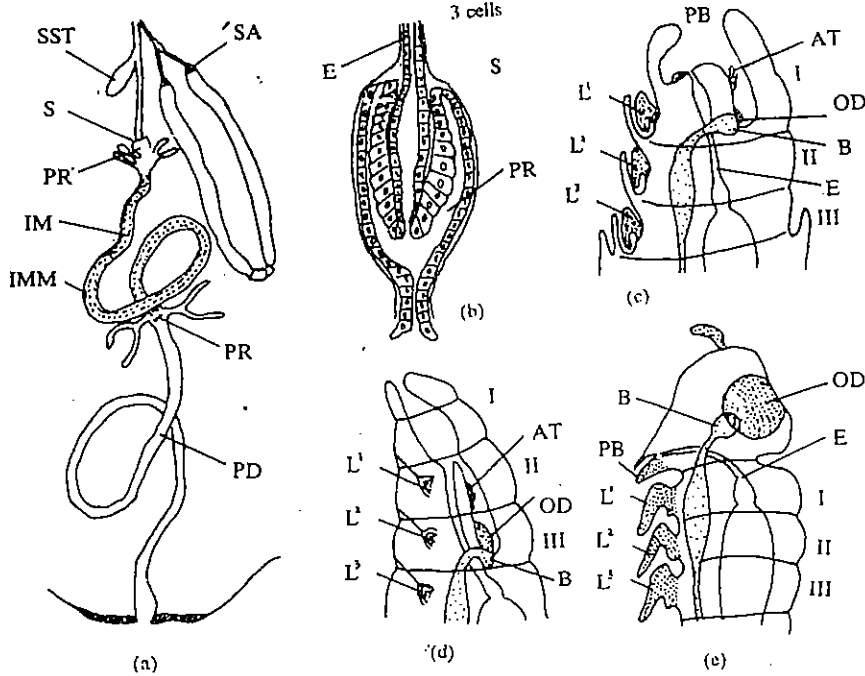 SST
SA
S
PR
IM
IMM
PR
PD
(a)
3 cells
E
S
PR
(b)
PB
AT
I
L¹
OD
B
L²
II
E
L³
III
(c)
I
AT
II
L¹
OD
L²
III
L³
B
(d)
OD
B
E
PB
L¹
I
L²
II
L³
III
(e)